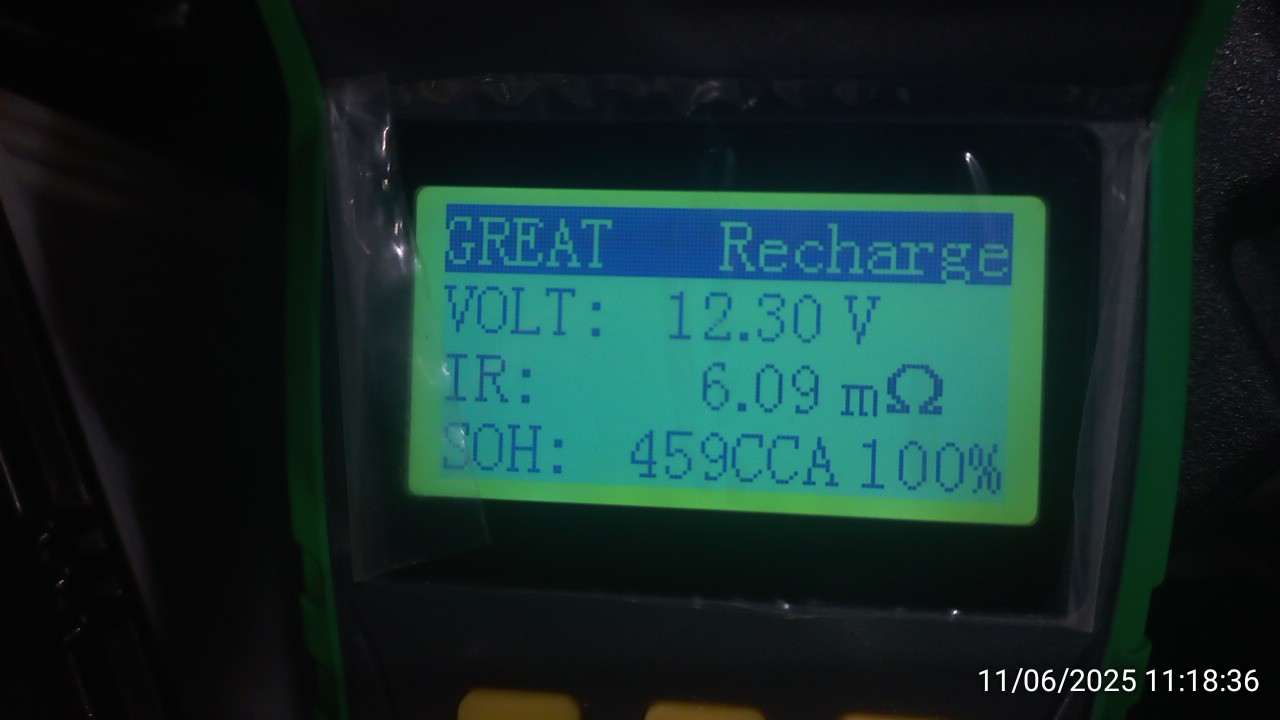 GREAT Recharge
VOLT: 12.30 V
IR: 6.09 mΩ
SOH: 459CCA 100%
11/06/2025 11:18:36